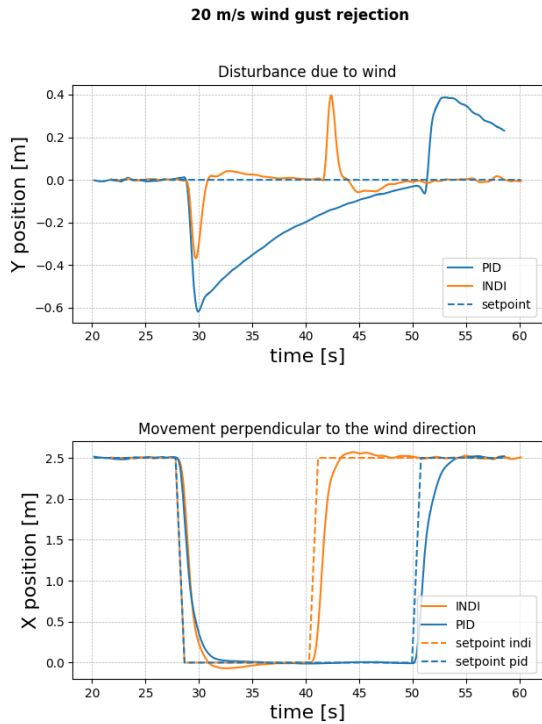 20 m/s wind gust rejection
Disturbance due to wind
Y position [m]
0.4
0.2
0.0
−0.2
−0.4
−0.6
PID
INDI
setpoint
20 25 30 35 40 45 50 55 60
time [s]
Movement perpendicular to the wind direction
X position [m]
2.5
2.0
1.5
1.0
0.5
0.0
INDI
PID
setpoint indi
setpoint pid
20 25 30 35 40 45 50 55 60
time [s]